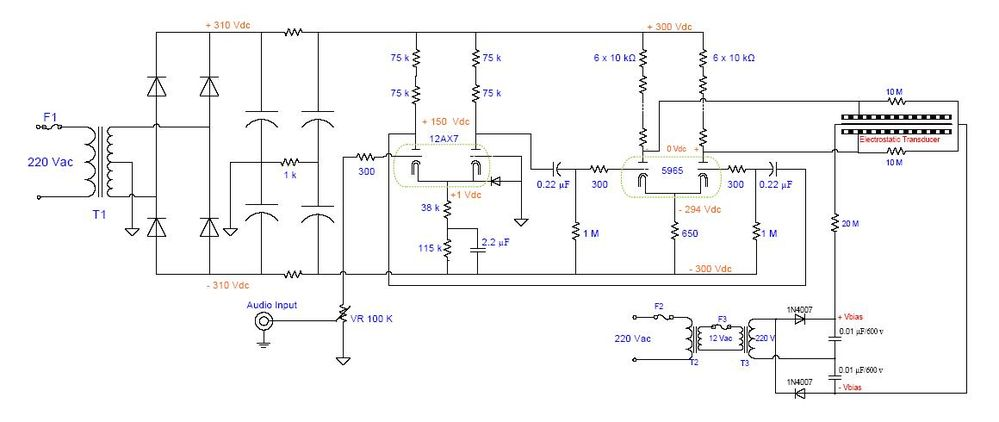 + 310 Vdc
+ 300 Vdc
75 k
75 k
6 x 10 kΩ
6 x 10 kΩ
75 k
75 k
10 M
F1
+ 150 Vdc
12AX7
Electrostatic Transducer
220 Vac
0 Vdc
+
10 M
300
5965
1 k
0.22 µF
300
300
0.22 µF
+1 Vdc
T1
38 k
- 294 Vdc
20 M
115 k
2.2 µF
1 M
650
1 M
- 300 Vdc
- 310 Vdc
Audio Input
VR 100 K
F2
F3
1N4007
+ Vbias
220 Vac
12 Vac
220 V
0.01 µF/600 v
T2
T3
0.01 µF/600 v
1N4007
- Vbias